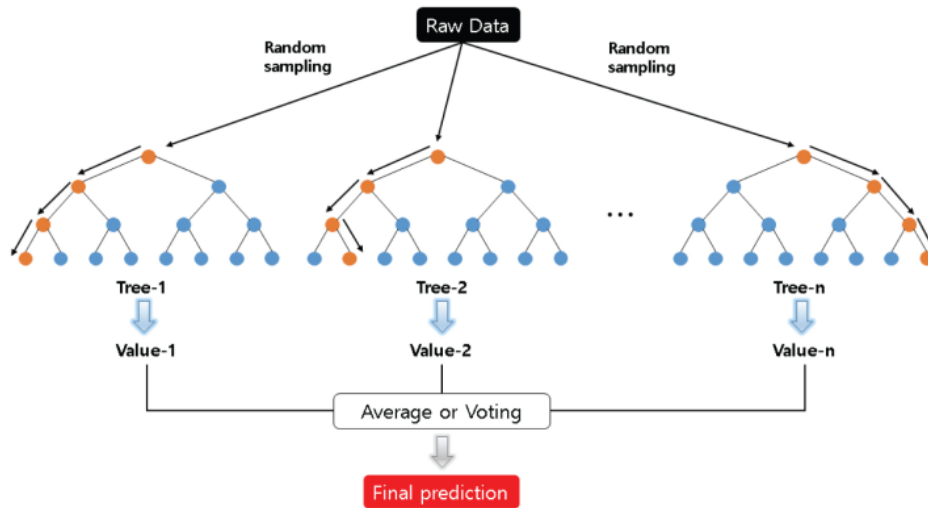 Raw Data
Random
sampling
Random
sampling
...
Tree-1
Tree-2
Tree-n
Value-1
Value-2
Value-n
Average or Voting
Final prediction